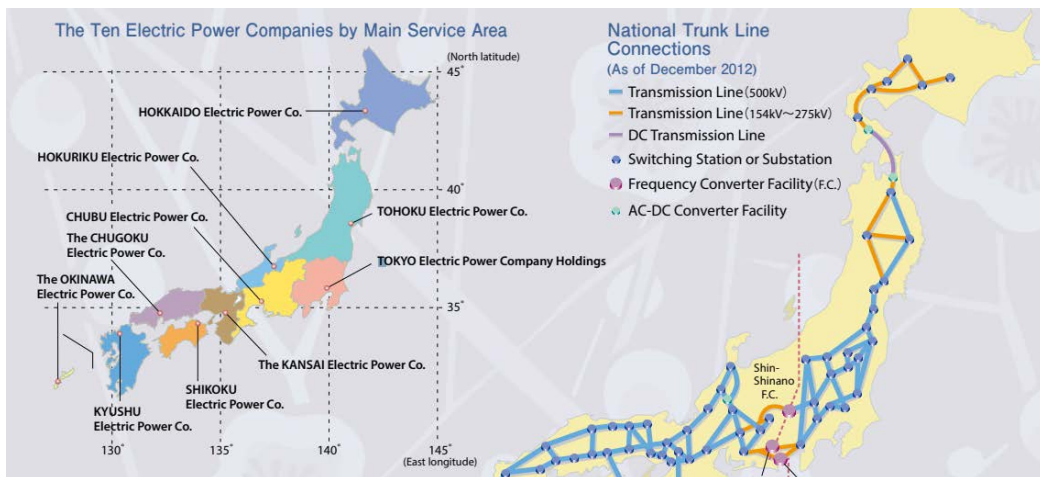 The Ten Electric Power Companies by Main Service Area
(North latitude)
45°
HOKKAIDO Electric Power Co.
HOKURIKU Electric Power Co.
40°
CHUBU Electric Power Co.
TOHOKU Electric Power Co.
The CHUGOKU
Electric Power Co.
TOKYO Electric Power Company Holdings
The OKINAWA
Electric Power Co.
35°
The KANSAI Electric Power Co.
SHIKOKU
Electric Power Co.
KYUSHU
Electric Power Co.
130°
135°
140°
145°
(East longitude)
National Trunk Line
Connections
(As of December 2012)
Transmission Line(500kV)
Transmission Line(154kV〜275kV)
DC Transmission Line
Switching Station or Substation
Frequency Converter Facility(F.C.)
AC-DC Converter Facility
Shin-
Shinano
F.C.